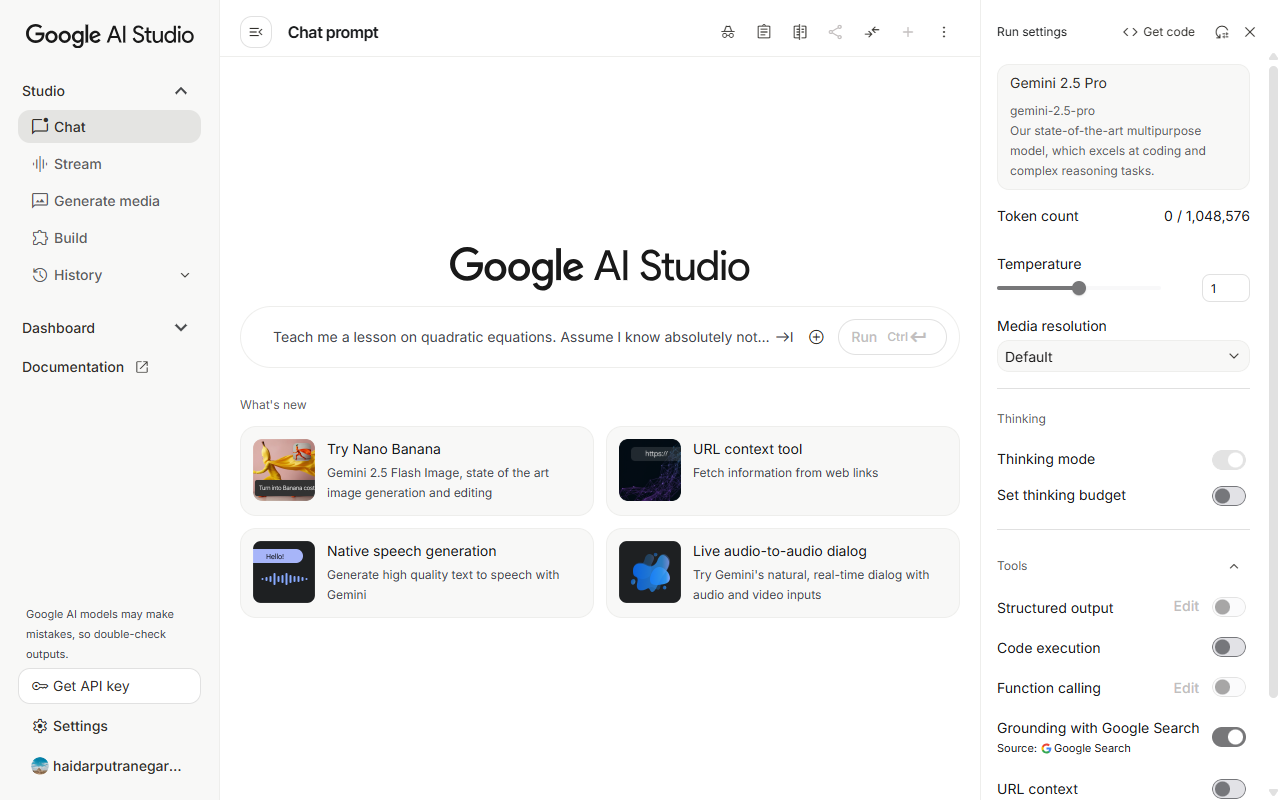 Google AI Studio
Studio
Chat
Stream
Generate media
Build
History
Dashboard
Documentation
Google AI models may make
mistakes, so double-check
outputs.
Get API key
Settings
haidarputranegar...
Chat prompt
Google AI Studio
Teach me a lesson on quadratic equations. Assume I know absolutely not...
Run Ctrl
What's new
Try Nano Banana
Gemini 2.5 Flash Image, state of the art
image generation and editing
Turn into Banana cost
URL context tool
Fetch information from web links
https://
Native speech generation
Generate high quality text to speech with
Gemini
Hello!
Live audio-to-audio dialog
Try Gemini's natural, real-time dialog with
audio and video inputs
Run settings
Get code
Gemini 2.5 Pro
gemini-2.5-pro
Our state-of-the-art multipurpose
model, which excels at coding and
complex reasoning tasks.
Token count 0 / 1,048,576
Temperature
1
Media resolution
Default
Thinking
Thinking mode
Set thinking budget
Tools
Structured output Edit
Code execution
Function calling Edit
Grounding with Google Search
Source: Google Search
URL context